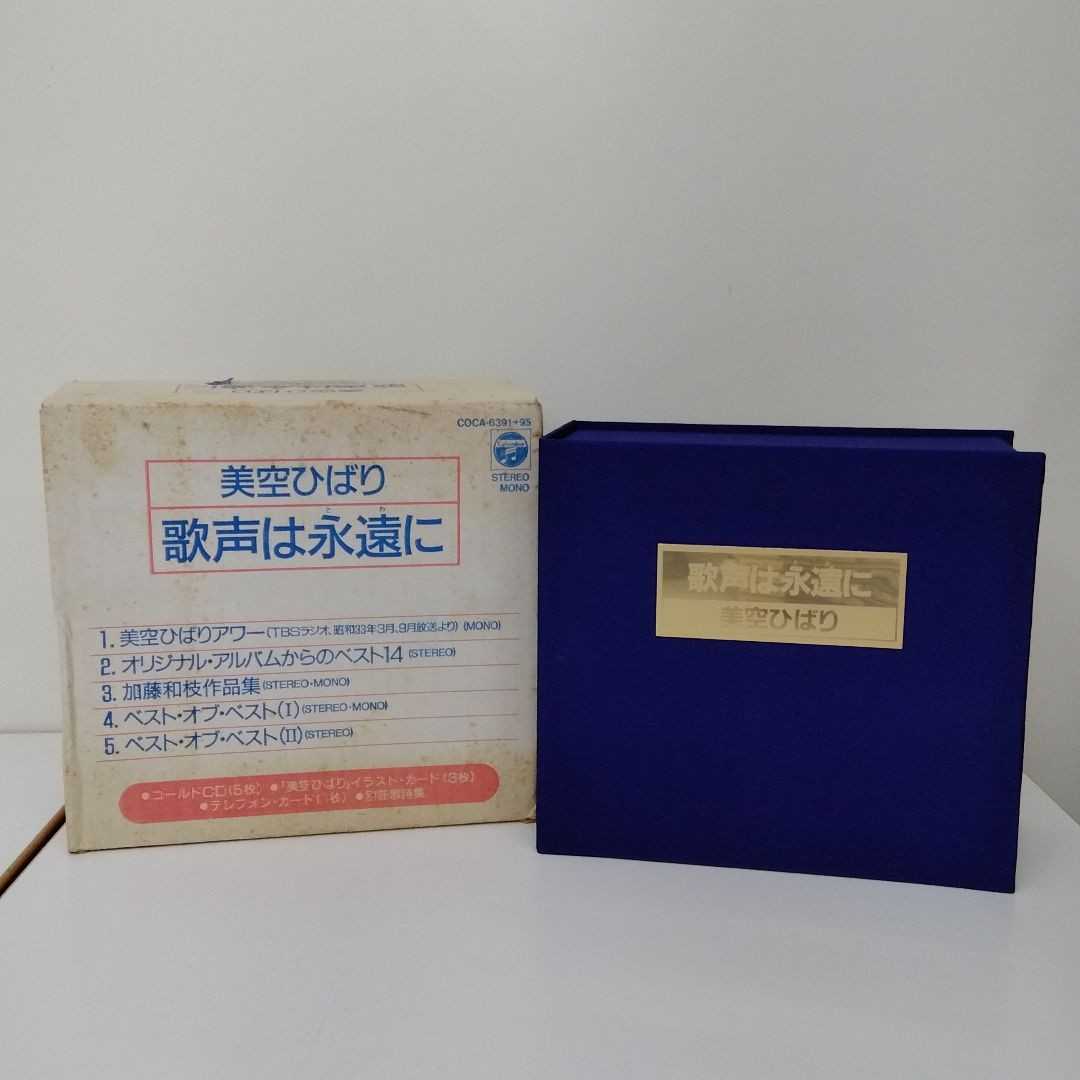 COCA-6391→95
STEREO
MONO
美空ひばり
とわ
歌声は永遠に
1. 美空ひばりアワー(TBSラジオ、昭和33年3月、9月放送より) (MONO)
2. オリジナル・アルバムからのベスト14 (STEREO)
3. 加藤和枝作品集 (STEREO・MONO)
4. ベスト・オブ・ベスト(I) (STEREO・MONO)
5. ベスト・オブ・ベスト(II) (STEREO)
●ゴールドCD(5枚) ●「美空ひばり」イラスト・カード(3枚)
●テレフォン・カード(1枚) ●別冊歌詩集
歌声は永遠に
美空ひばり